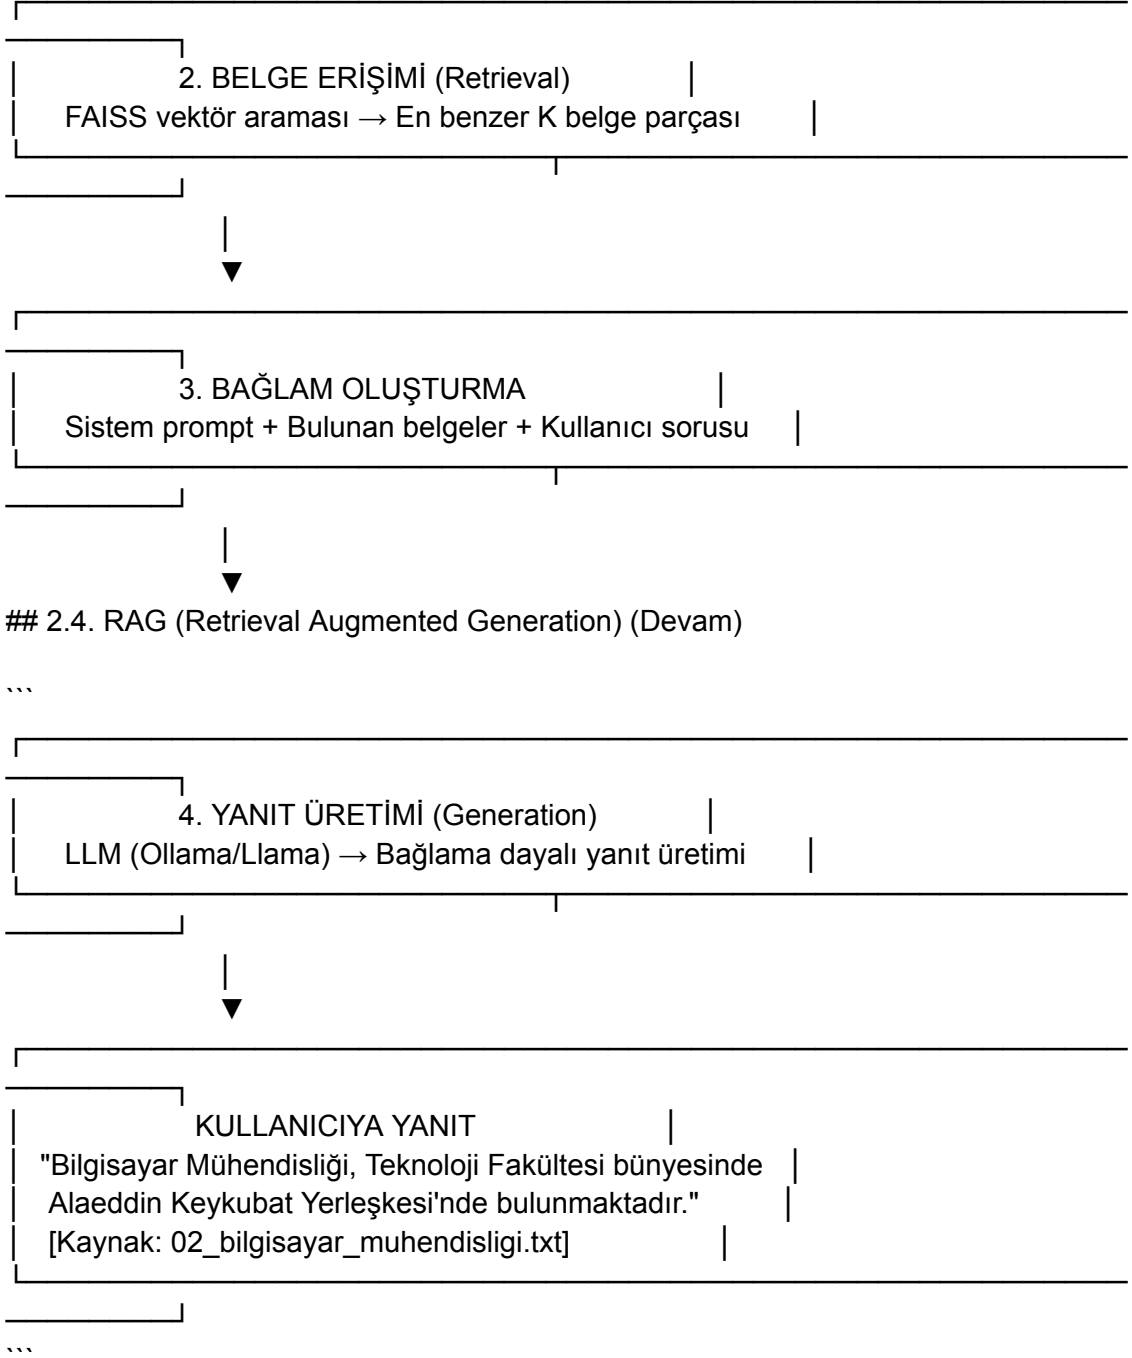 2. BELGE ERİŞİMİ (Retrieval)
FAISS vektör araması → En benzer K belge parçası
▼
3. BAĞLAM OLUŞTURMA
Sistem prompt + Bulunan belgeler + Kullanıcı sorusu
▼
## 2.4. RAG (Retrieval Augmented Generation) (Devam)
```
4. YANIT ÜRETİMİ (Generation)
LLM (Ollama/Llama) → Bağlama dayalı yanıt üretimi
▼
KULLANICIYA YANIT
"Bilgisayar Mühendisliği, Teknoloji Fakültesi bünyesinde
Alaeddin Keykubat Yerleşkesi'nde bulunmaktadır."
[Kaynak: 02_bilgisayar_muhendisligi.txt]
```